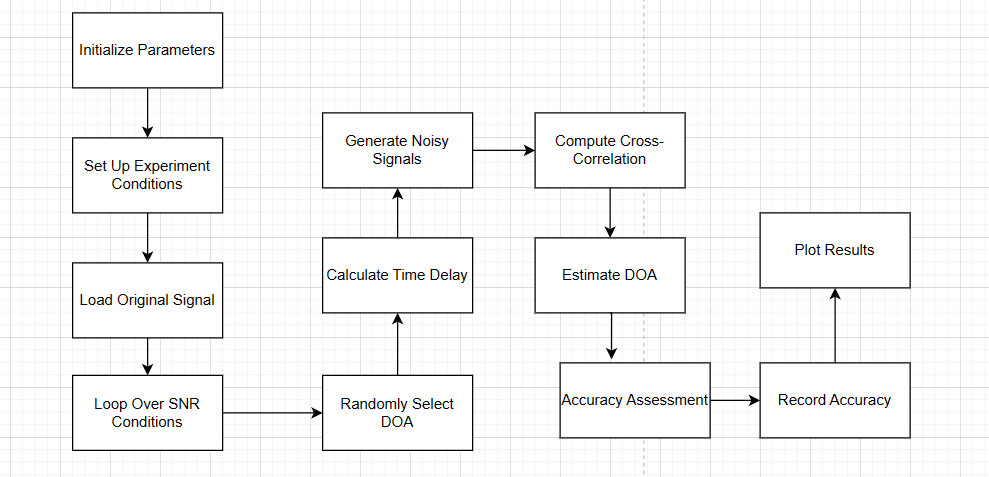 Initialize Parameters
Set Up Experiment
Conditions
Load Original Signal
Loop Over SNR
Conditions
Randomly Select
DOA
Calculate Time Delay
Generate Noisy
Signals
Compute Cross-
Correlation
Estimate DOA
Accuracy Assessment
Record Accuracy
Plot Results